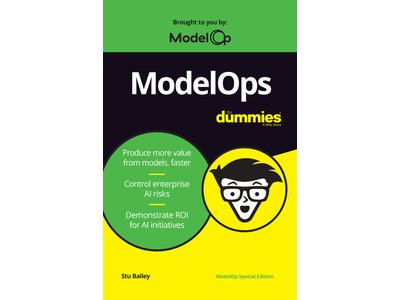 Brought to you by:
ModelOp
ModelOps
for
dummies
A Wiley Brand
Produce more value
from models, faster
Control enterprise
AI risks
Demonstrate ROI
for AI initiatives
Stu Bailey
ModelOp Special Edition